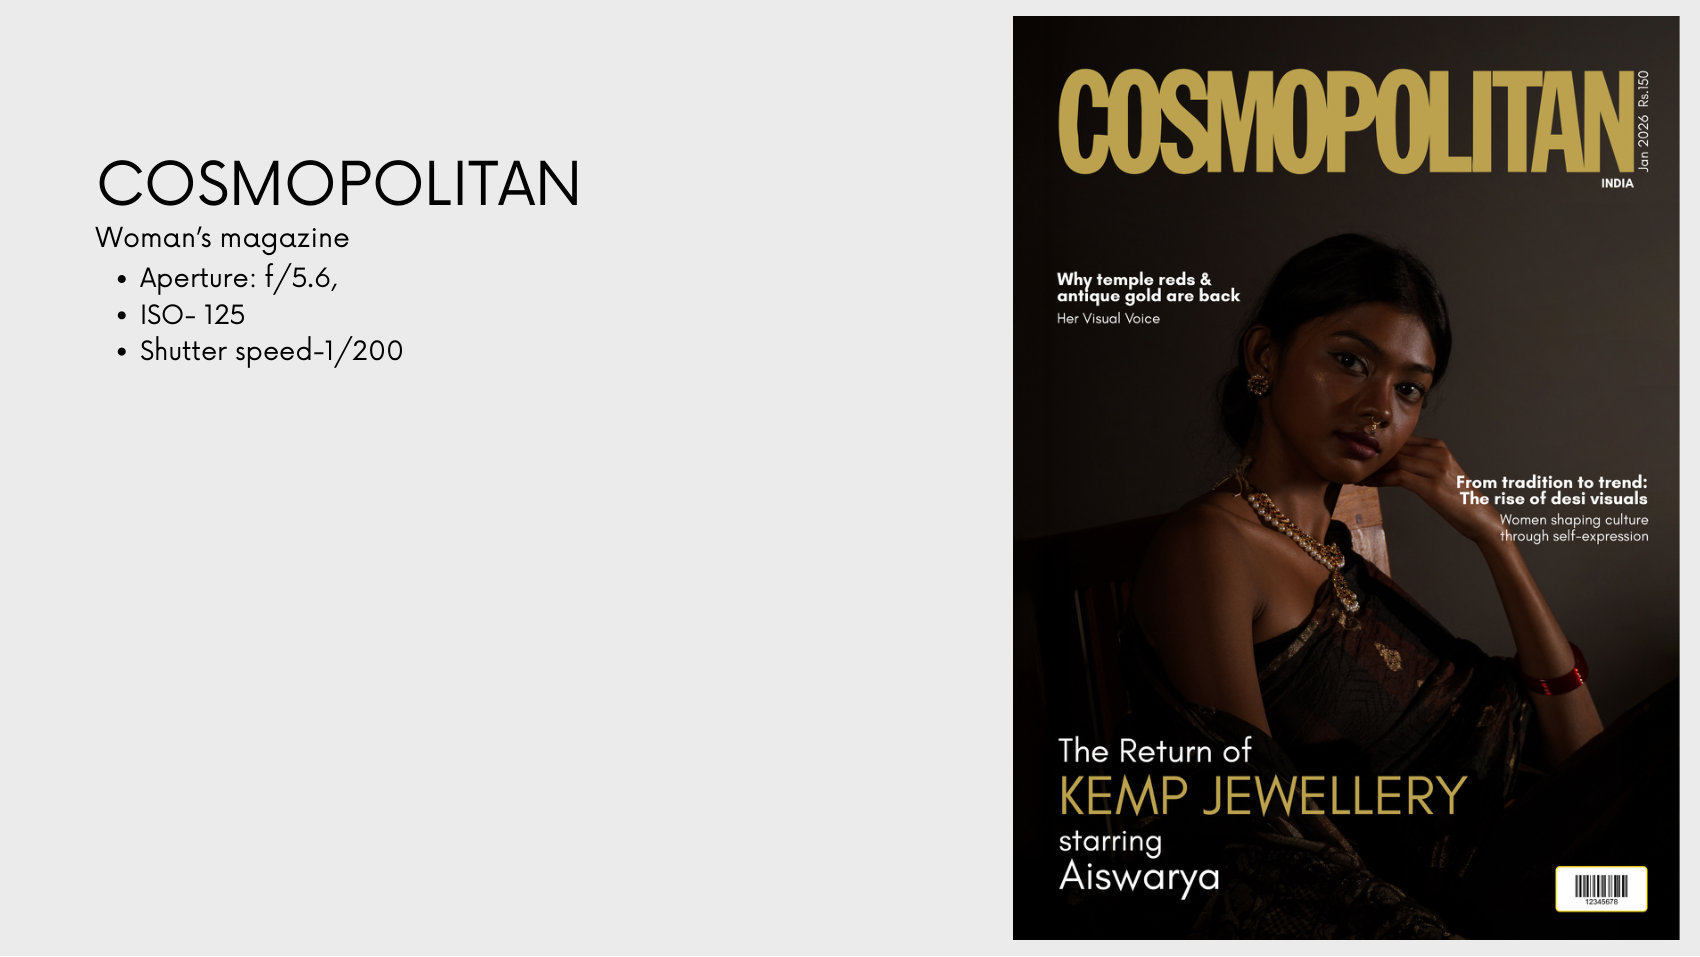 COSMOPOLITAN
Woman's magazine
• Aperture: f/5.6,
• ISO- 125
• Shutter speed-1/200
COSMOPOLITAN
Jan 2026 Rs.150
INDIA
Why temple reds &
antique gold are back
Her Visual Voice
From tradition to trend:
The rise of desi visuals
Women shaping culture
through self-expression
The Return of
KEMP JEWELLERY
starring
Aiswarya
12345678